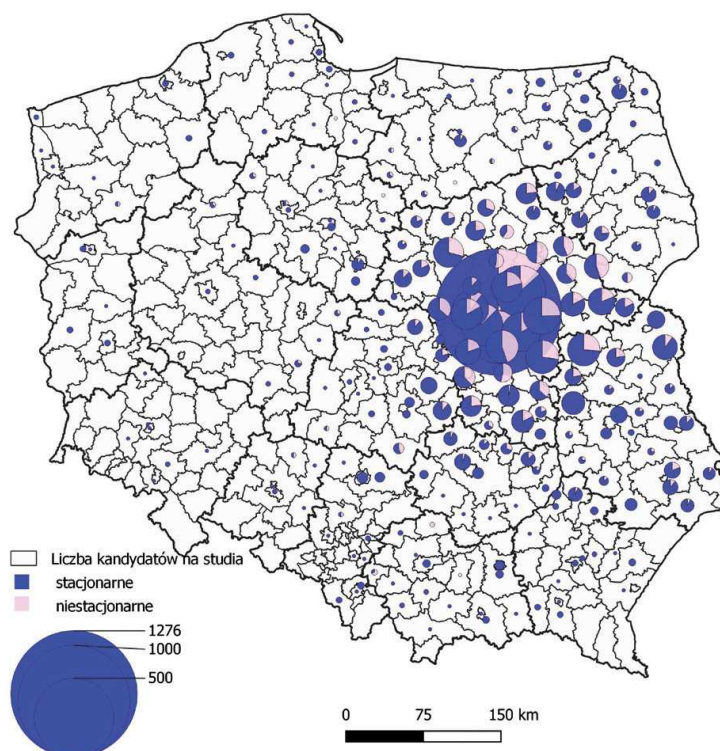 Liczba kandydatów na studia
stacjonarne
niestacjonarne
1276
1000
500
0 75 150 km